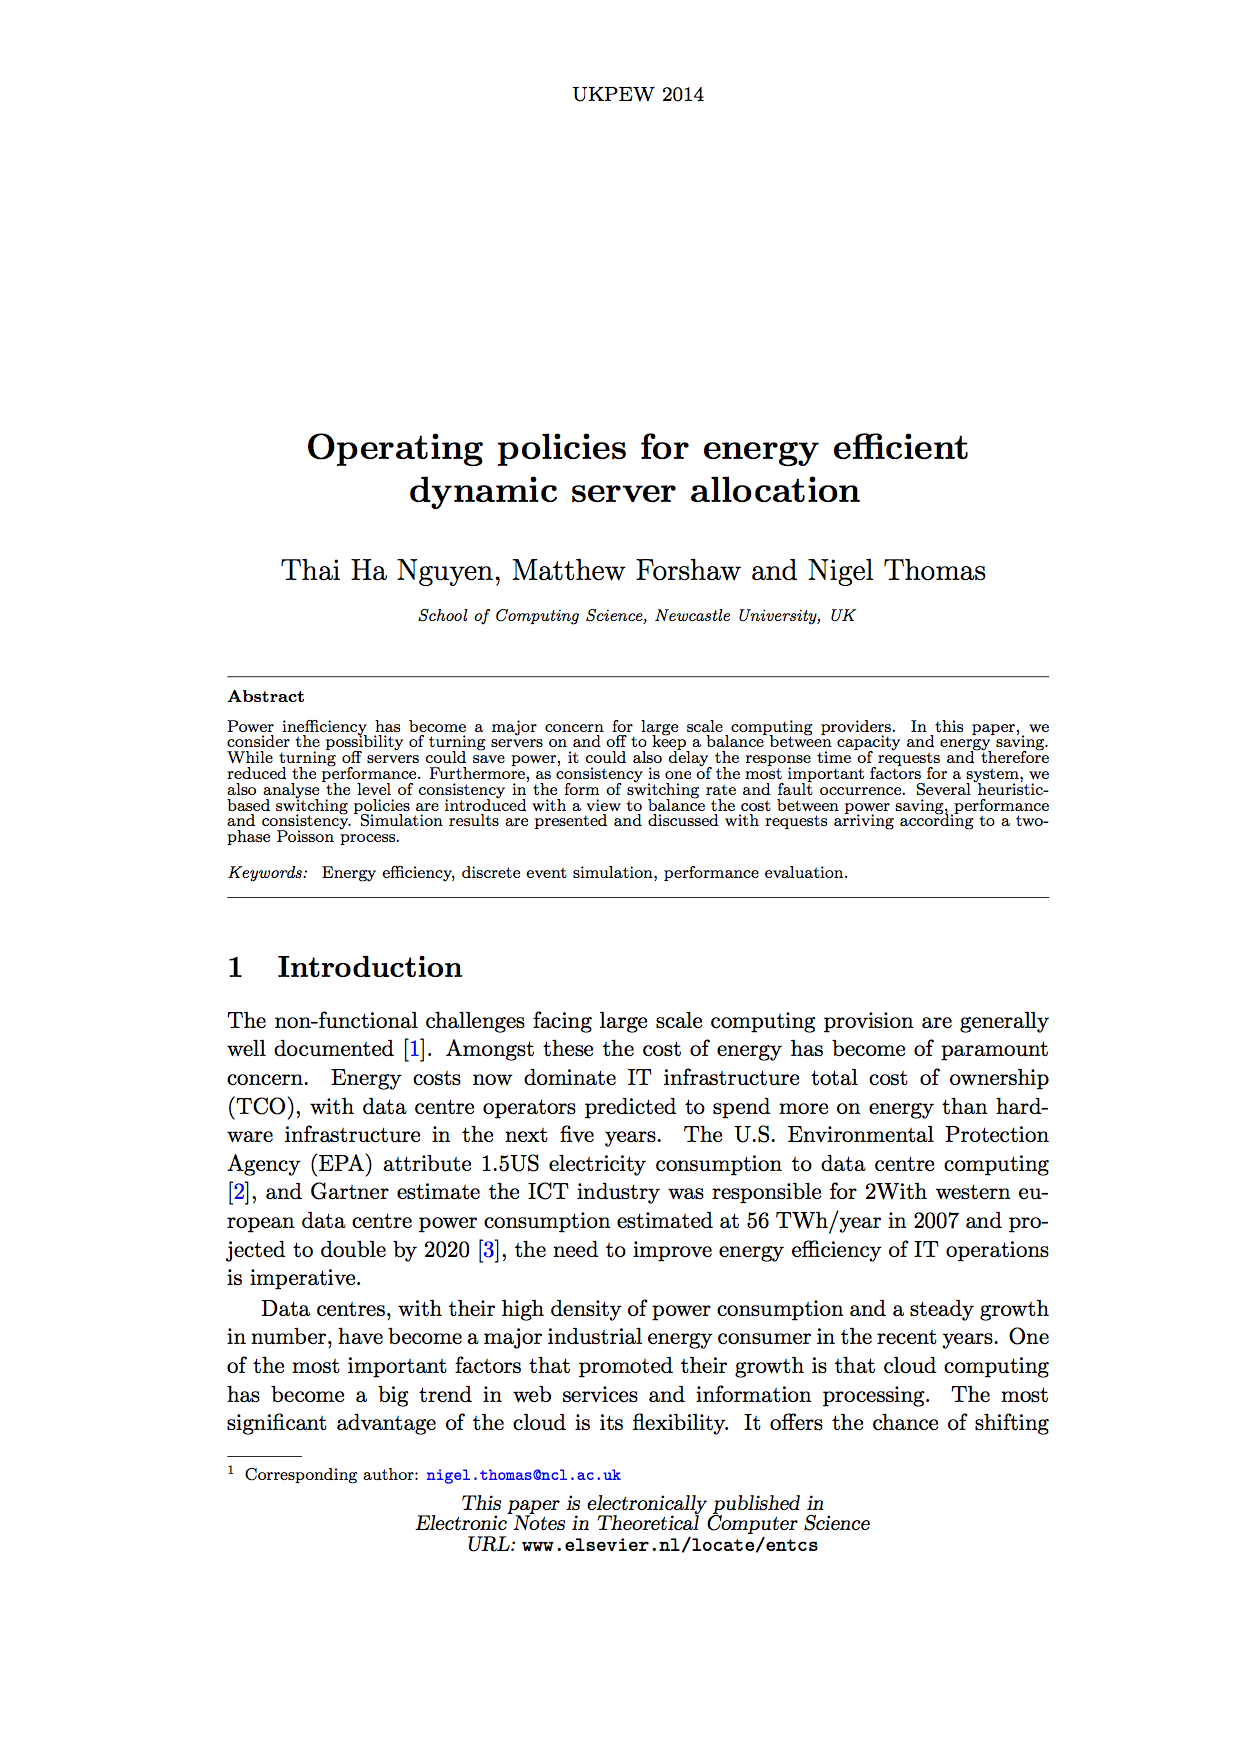 UKPEW 2014
Operating policies for energy efficient
dynamic server allocation
Thai Ha Nguyen, Matthew Forshaw and Nigel Thomas
School of Computing Science, Newcastle University, UK
Abstract
Power inefficiency has become a major concern for large scale computing providers. In this paper, we
consider the possibility of turning servers on and off to keep a balance between capacity and energy saving.
While turning off servers could save power, it could also delay the response time of requests and therefore
reduced the performance. Furthermore, as consistency is one of the most important factors for a system, we
also analyse the level of consistency in the form of switching rate and fault occurrence. Several heuristic-
based switching policies are introduced with a view to balance the cost between power saving, performance
and consistency. Simulation results are presented and discussed with requests arriving according to a two-
phase Poisson process.
Keywords: Energy efficiency, discrete event simulation, performance evaluation.
1 Introduction
The non-functional challenges facing large scale computing provision are generally
well documented [1]. Amongst these the cost of energy has become of paramount
concern. Energy costs now dominate IT infrastructure total cost of ownership
(TCO), with data centre operators predicted to spend more on energy than hard-
ware infrastructure in the next five years. The U.S. Environmental Protection
Agency (EPA) attribute 1.5US electricity consumption to data centre computing
[2], and Gartner estimate the ICT industry was responsible for 2With western eu-
ropean data centre power consumption estimated at 56 TWh/year in 2007 and pro-
jected to double by 2020 [3], the need to improve energy efficiency of IT operations
is imperative.
Data centres, with their high density of power consumption and a steady growth
in number, have become a major industrial energy consumer in the recent years. One
of the most important factors that promoted their growth is that cloud computing
has become a big trend in web services and information processing. The most
significant advantage of the cloud is its flexibility. It offers the chance of shifting
1 Corresponding author: nigel.thomas@ncl.ac.uk
This paper is electronically published in
Electronic Notes in Theoretical Computer Science
URL: www.elsevier.nl/locate/entcs